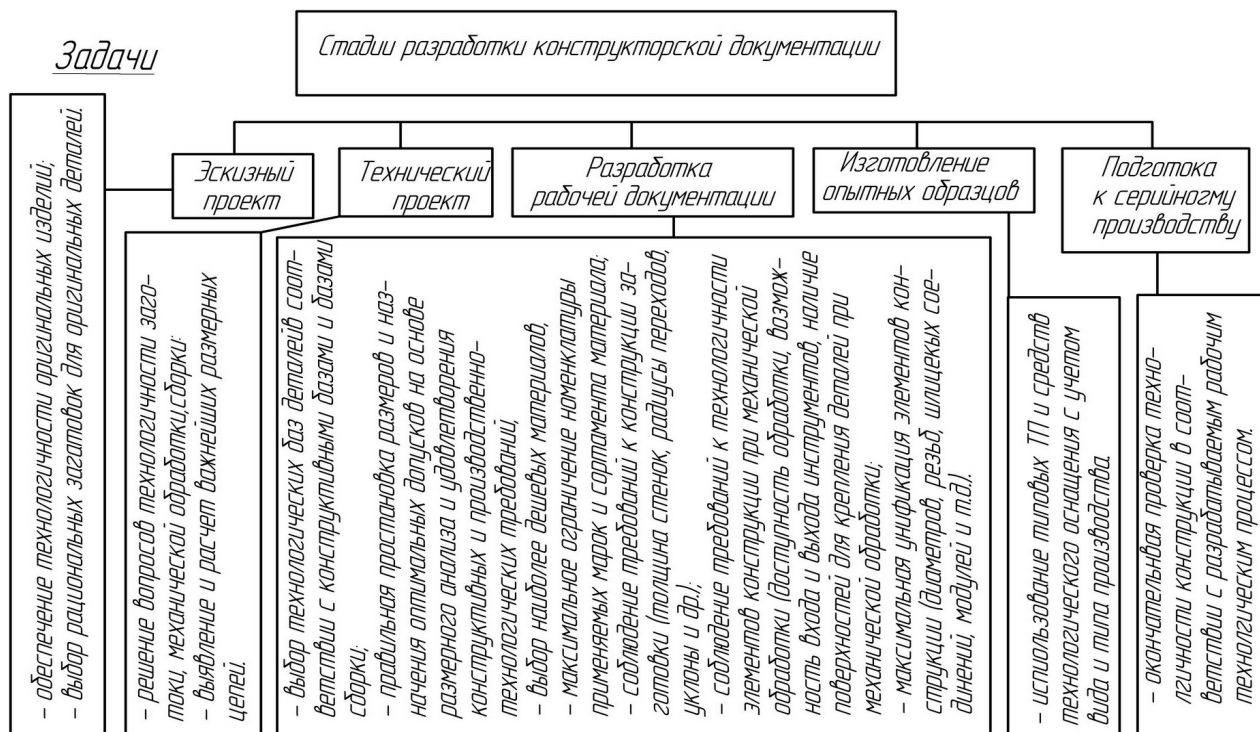 Задачи
Стадии разработки конструкторской документации
Эскизный
проект
Технический
проект
Разработка
рабочей документации
Изготовление
опытных образцов
Подготока
к серийногму
производству
- обеспечение технологичности оригинальных изделий;
- выбор рациональных заготовок для оригинальных деталей.
- решение вопросов технологичности заго-
токи, механической обработки,сборки;
- выявление и расчет важнейших размерных
цепей.
- выбор технологических баз деталейв соот-
ветствии с конструктивными базами и базами
сборки;
- правильная простановка размеров и наз-
начения оптимальных допусков на основе
размерного анализа и удовлетворения
конструктивных и производственно-
технологических требований;
- выбор наиболее дешевых материалов,
- максимальное ограничение номенклатуры
применяемых марок и сортамента материала;
- соблюдение требований к конструкции за-
готовки (толщина стенок, радиусы переходов,
уклоны и др.);
- соблюдение требований к технологичности
элементов конструкции при механической
обработки (доступность обработки, возмож-
ность входа и выхода инструментов, наличие
поверхностей для крепления деталей при
механической обработки;
- максимальная унификация элементов кон-
струкции (диаметров, резьб, шлицекых сое-
динений, модулей и т.д.).
- использование типовых ТП и средств
технологического оснащения с учетом
вида и типа производства.
- окончательвая проверка техно-
лгичности конструкции в соот-
ветствии с разрабатываемым рабочим
технологическим процессом.